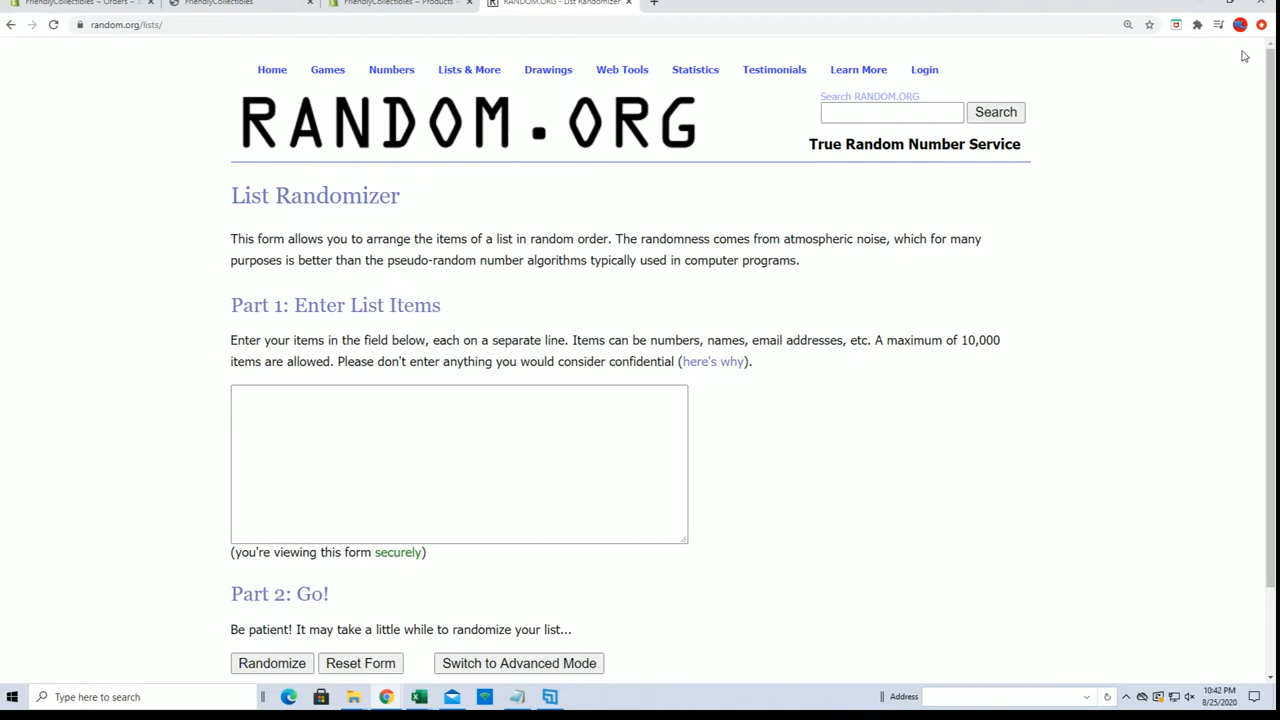 FriendlyCollectibles ~ Orders ~
FriendlyCollectibles
FriendlyCollectibles ~ Products ~
RANDOM.ORG - List Randomizer
random.org/lists/
Home Games Numbers Lists & More Drawings Web Tools Statistics Testimonials Learn More Login
RANDOM.ORG
Search RANDOM.ORG
Search
True Random Number Service
List Randomizer
This form allows you to arrange the items of a list in random order. The randomness comes from atmospheric noise, which for many
purposes is better than the pseudo-random number algorithms typically used in computer programs.
Part 1: Enter List Items
Enter your items in the field below, each on a separate line. Items can be numbers, names, email addresses, etc. A maximum of 10,000
items are allowed. Please don't enter anything you would consider confidential (here's why).
(you're viewing this form securely)
Part 2: Go!
Be patient! It may take a little while to randomize your list...
Randomize Reset Form Switch to Advanced Mode
Type here to search
Address
10:42 PM
8/25/2020